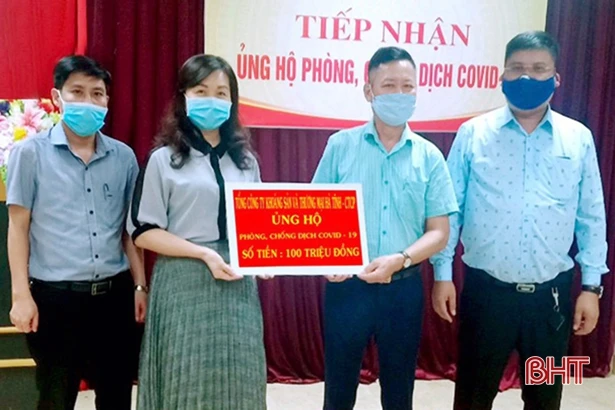 TIẾP NHẬN
ỦNG HỘ PHÒNG, DỊCH COVID
TỔNG CÔNG TY KHOÁNG SẢN VÀ THƯƠNG MẠI HÀ TĨNH - CTCP
ỦNG HỘ
PHÒNG, CHỐNG DỊCH COVID - 19
SỐ TIỀN : 100 TRIỆU ĐỒNG
BHT